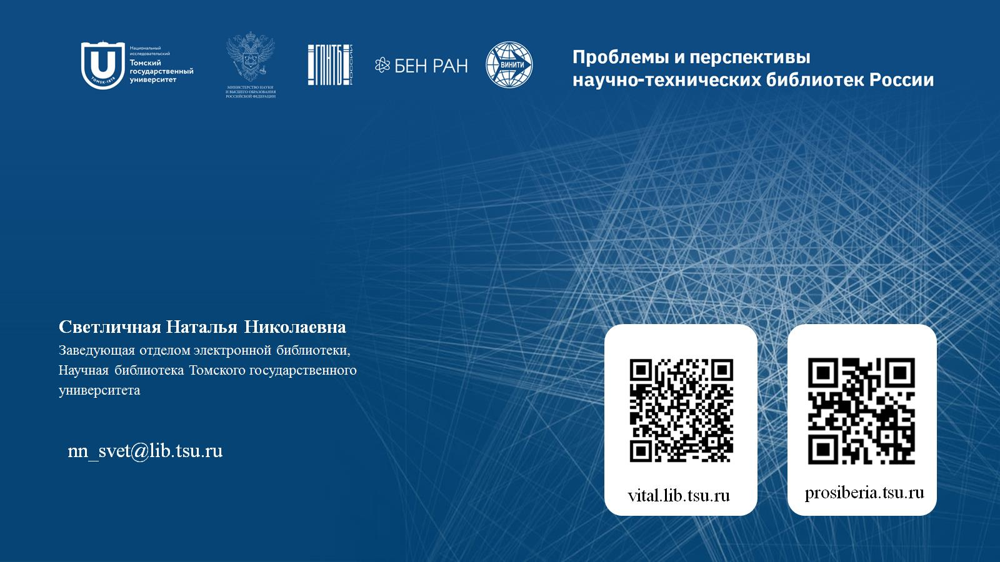 Национальный
исследовательский
Томский
государственный
университет
TOMSK·1878
МИНИСТЕРСТВО НАУКИ
И ВЫСШЕГО ОБРАЗОВАНИЯ
РОССИЙСКОЙ ФЕДЕРАЦИИ
ГПНТБ
РОССИИ
БЕН РАН
ВИНИТИ
Проблемы и перспективы
научно-технических библиотек России
Светличная Наталья Николаевна
Заведующая отделом электронной библиотеки,
Научная библиотека Томского государственного
университета
nn_svet@lib.tsu.ru
vital.lib.tsu.ru
prosiberia.tsu.ru